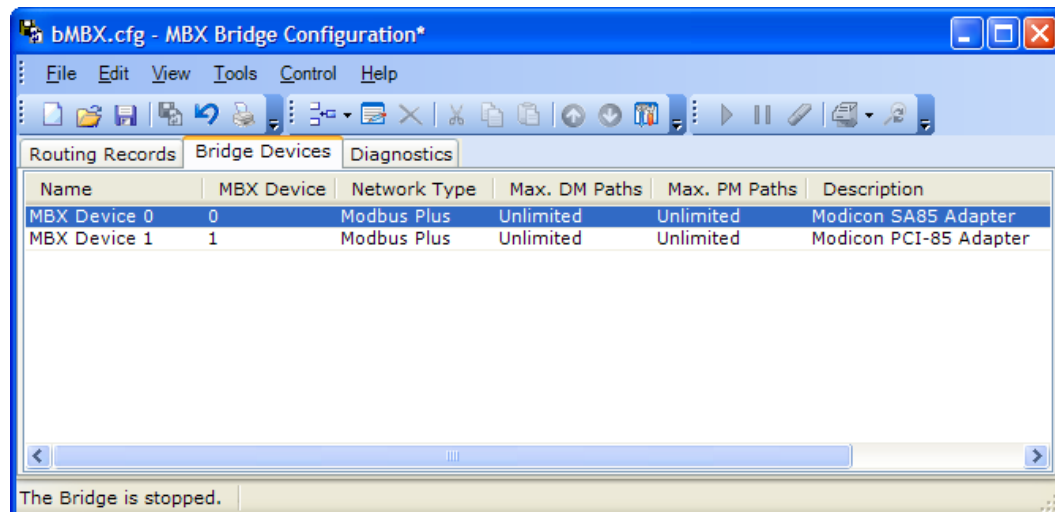 bMBX.cfg - MBX Bridge Configuration*
File Edit View Tools Control Help
Routing Records Bridge Devices Diagnostics
Name MBX Device Network Type Max. DM Paths Max. PM Paths Description
MBX Device 0 0 Modbus Plus Unlimited Unlimited Modicon SA85 Adapter
MBX Device 1 1 Modbus Plus Unlimited Unlimited Modicon PCI-85 Adapter
The Bridge is stopped.